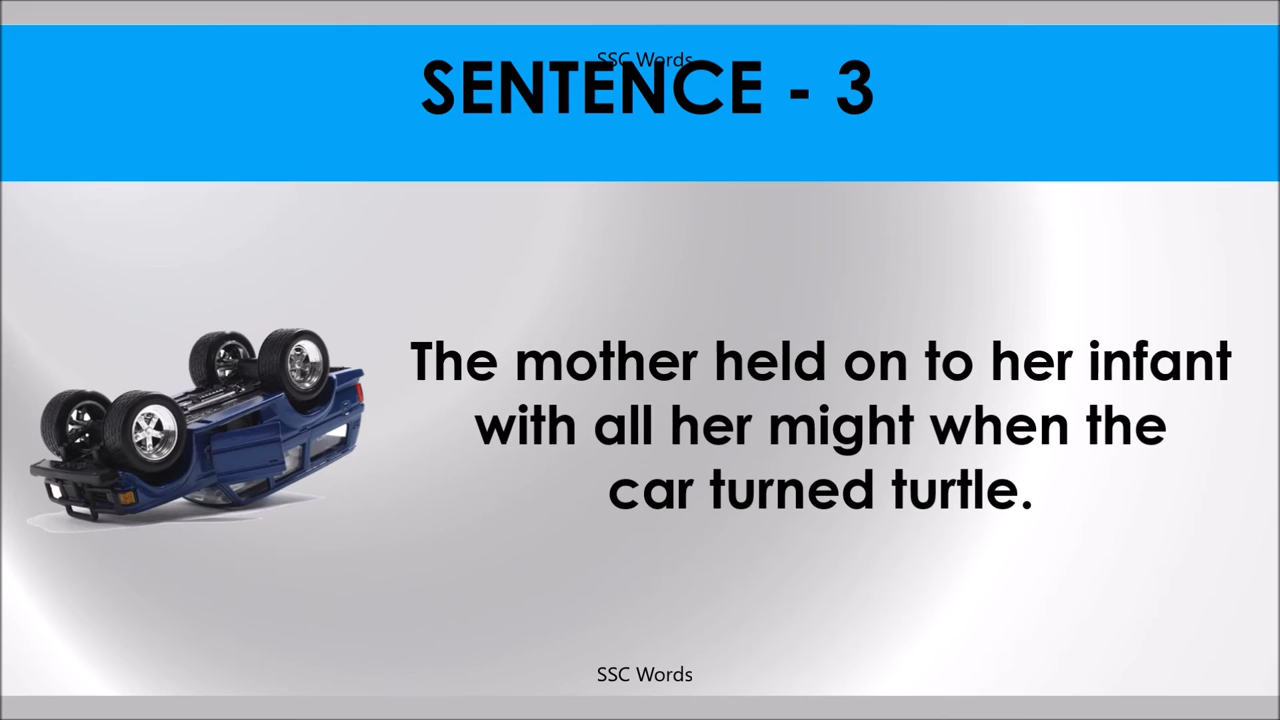 SSC Words
SENTENCE - 3
The mother held on to her infant
with all her might when the
car turned turtle.
SSC Words